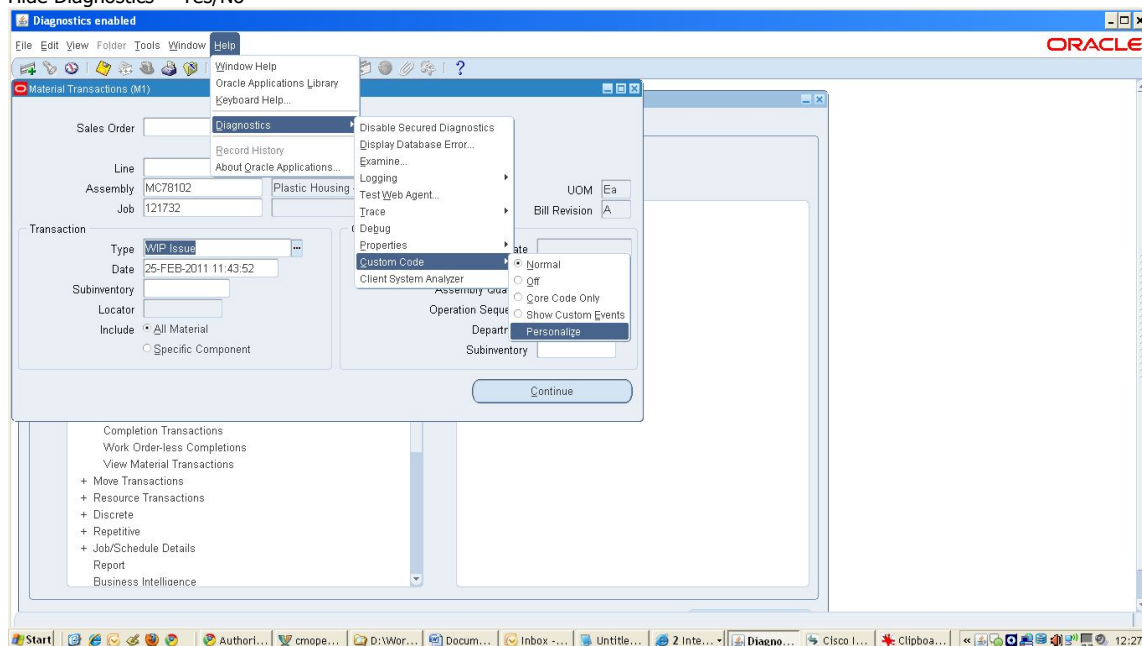 Hide Diagnostics – Yes/No
Diagnostics enabled
File Edit View Folder Tools Window Help
ORACLE
Window Help
Oracle Applications Library
Keyboard Help...
Diagnostics
Record History
About Oracle Applications...
Material Transactions (M1)
Disable Secured Diagnostics
Display Database Error...
Examine...
Logging
Test Web Agent...
Trace
Debug
Properties
Custom Code
Client System Analyzer
Normal
Off
Core Code Only
Show Custom Events
Personalize
Sales Order
Line
Assembly MC78102 Plastic Housing UOM Ea
Job 121732 Bill Revision A
Transaction
Type WIP Issue
Date 25-FEB-2011 11:43:52
Subinventory
Locator Operation Seque
Include All Material Departr
Specific Component Subinventory
Continue
Completion Transactions
Work Order-less Completions
View Material Transactions
+ Move Transactions
+ Resource Transactions
+ Discrete
+ Repetitive
+ Job/Schedule Details
Report
Business Intelligence
Start Authori... cmope... D:\Wor... Docum... Inbox -... Untitle... 2 Inte... Diagno... Cisco I... Clipboa... 12:27